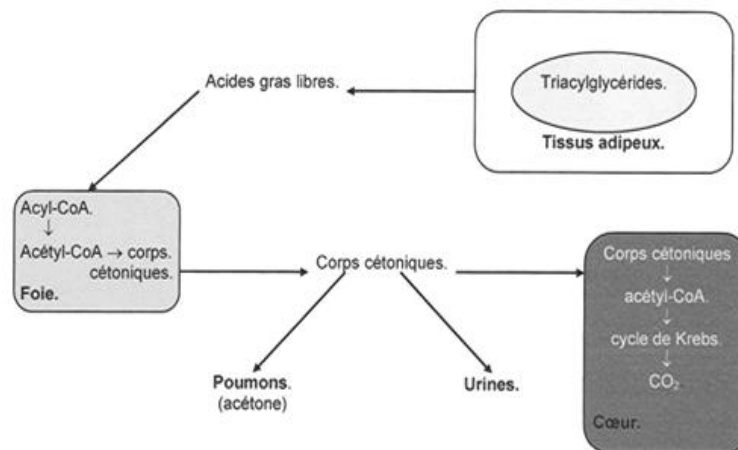 Triacylglycérides.
Tissus adipeux.
Acides gras libres.
Acyl-CoA.
↓
Acétyl-CoA → corps.
cétoniques.
Foie.
Corps cétoniques.
Poumons.
(acétone)
Urines.
Corps cétoniques
↓
acétyl-CoA.
↓
cycle de Krebs.
↓
CO₂
Cœur.